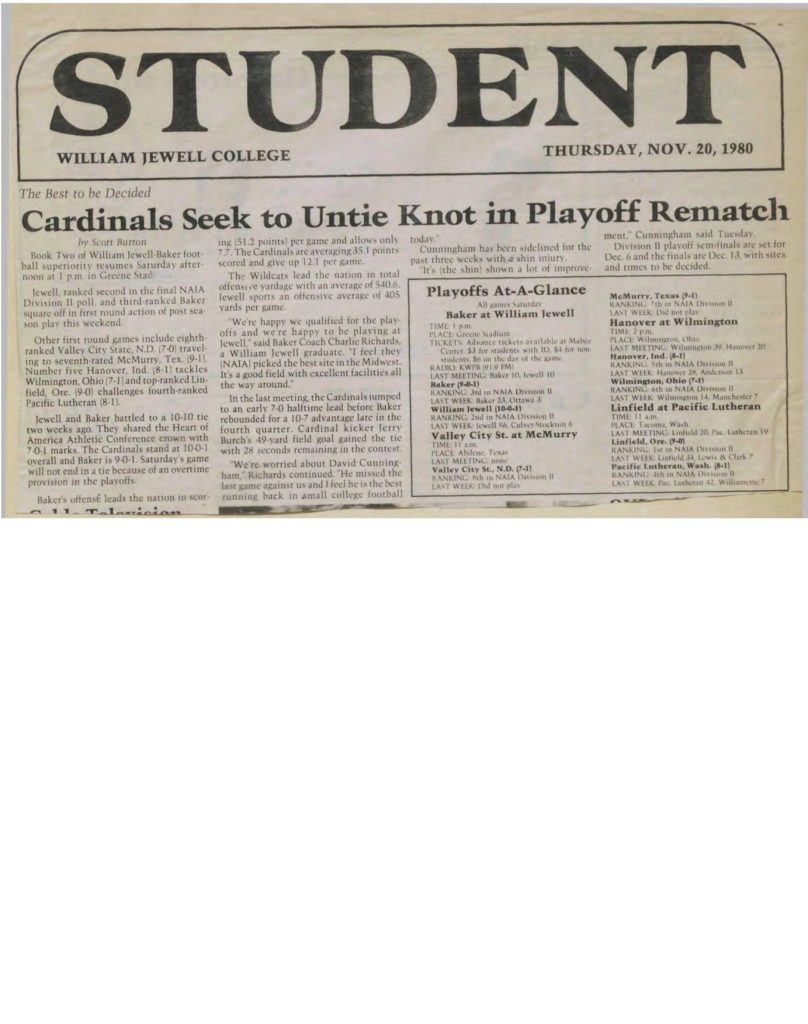 STUDENT
WILLIAM JEWELL COLLEGE
THURSDAY, NOV. 20, 1980
The Best to be Decided
Cardinals Seek to Untie Knot in Playoff Rematch
by Scott Burton
Book Two of William Jewell-Baker foot-
ball superiority resumes Saturday after-
noon at 1 p.m. in Greene Stad
Jewell, ranked second in the final NAIA
Division II poll, and third-ranked Baker
square off in first round action of post sea-
son play this weekend.
Other first round games include eighth-
ranked Valley City State, N.D. (7-0) travel-
ing to seventh-rated McMurry, Tex. (9-1).
Number five Hanover, Ind. (8-1) tackles
Wilmington, Ohio (7-1) and top-ranked Lin-
field, Ore. (9-0) challenges fourth-ranked
Pacific Lutheran (8-1).
Jewell and Baker battled to a 10-10 tie
two weeks ago. They shared the Heart of
America Athletic Conference crown with
7-0-1 marks. The Cardinals stand at 10-0-1
overall and Baker is 9-0-1. Saturday's game
will not end in a tie because of an overtime
provision in the playoffs.
Baker's offense leads the nation in scor-
ing (51.2 points) per game and allows only
7.7. The Cardinals are averaging 35.1 points
scored and give up 12.1 per game.
The Wildcats lead the nation in total
offensive yardage with an average of 540.6.
Jewell sports an offensive average of 405
yards per game.
"We're happy we qualified for the play-
offs and we're happy to be playing at
Jewell," said Baker Coach Charlie Richards,
a William Jewell graduate. "I feel they
(NAIA) picked the best site in the Midwest.
It's a good field with excellent facilities all
the way around."
In the last meeting, the Cardinals jumped
to an early 7-0 halftime lead before Baker
rebounded for a 10-7 advantage late in the
fourth quarter. Cardinal kicker Jerry
Burch's 49-yard field goal gained the tie
with 28 seconds remaining in the contest.
"We're worried about David Cunning-
ham," Richards continued. "He missed the
last game against us and I feel he is the best
running back in small college football
today."
Cunningham has been sidelined for the
past three weeks with a shin injury.
"It's (the shin) shown a lot of improve-
ment," Cunningham said Tuesday.
Division II playoff semi-finals are set for
Dec. 6 and the finals are Dec. 13, with sites
and times to be decided.
Playoffs At-A-Glance
All games Saturday
Baker at William Jewell
TIME: 1 p.m.
PLACE: Greene Stadium
TICKETS: Advance tickets available at Mabee
Center. $3 for students with ID, $4 for non
students, $6 on the day of the game.
RADIO: KWPB (91.9 FM)
LAST MEETING: Baker 10, Jewell 10
Baker (9-0-1)
RANKING: 3rd in NAIA Division II
LAST WEEK: Baker 23, Ottawa 3
William Jewell (10-0-1)
RANKING: 2nd in NAIA Division II
LAST WEEK: Jewell 56, Culver-Stockton 6
Valley City St. at McMurry
TIME: 11 a.m.
PLACE: Abilene, Texas
LAST MEETING: none
Valley City St., N.D. (7-1)
RANKING: 8th in NAIA Division II
LAST WEEK: Did not play
McMurry, Texas (9-1)
RANKING: 7th in NAIA Division II
LAST WEEK: Did not play
Hanover at Wilmington
TIME: 2 p.m.
PLACE: Wilmington, Ohio
LAST MEETING: Wilmington 39, Hanover 20
Hanover, Ind. (8-1)
RANKING: 5th in NAIA Division II
LAST WEEK: Hanover 28, Anderson 13
Wilmington, Ohio (7-1)
RANKING: 6th in NAIA Division II
LAST WEEK: Wilmington 14, Manchester 7
Linfield at Pacific Lutheran
TIME: 11 a.m.
PLACE: Tacoma, Wash.
LAST MEETING: Linfield 20, Pac. Lutheran 19
Linfield, Ore. (9-0)
RANKING: 1st in NAIA Division II
LAST WEEK: Linfield 34, Lewis & Clark 7
Pacific Lutheran, Wash. (8-1)
RANKING: 4th in NAIA Division II
LAST WEEK: Pac. Lutheran 42, Williamette 7
Television